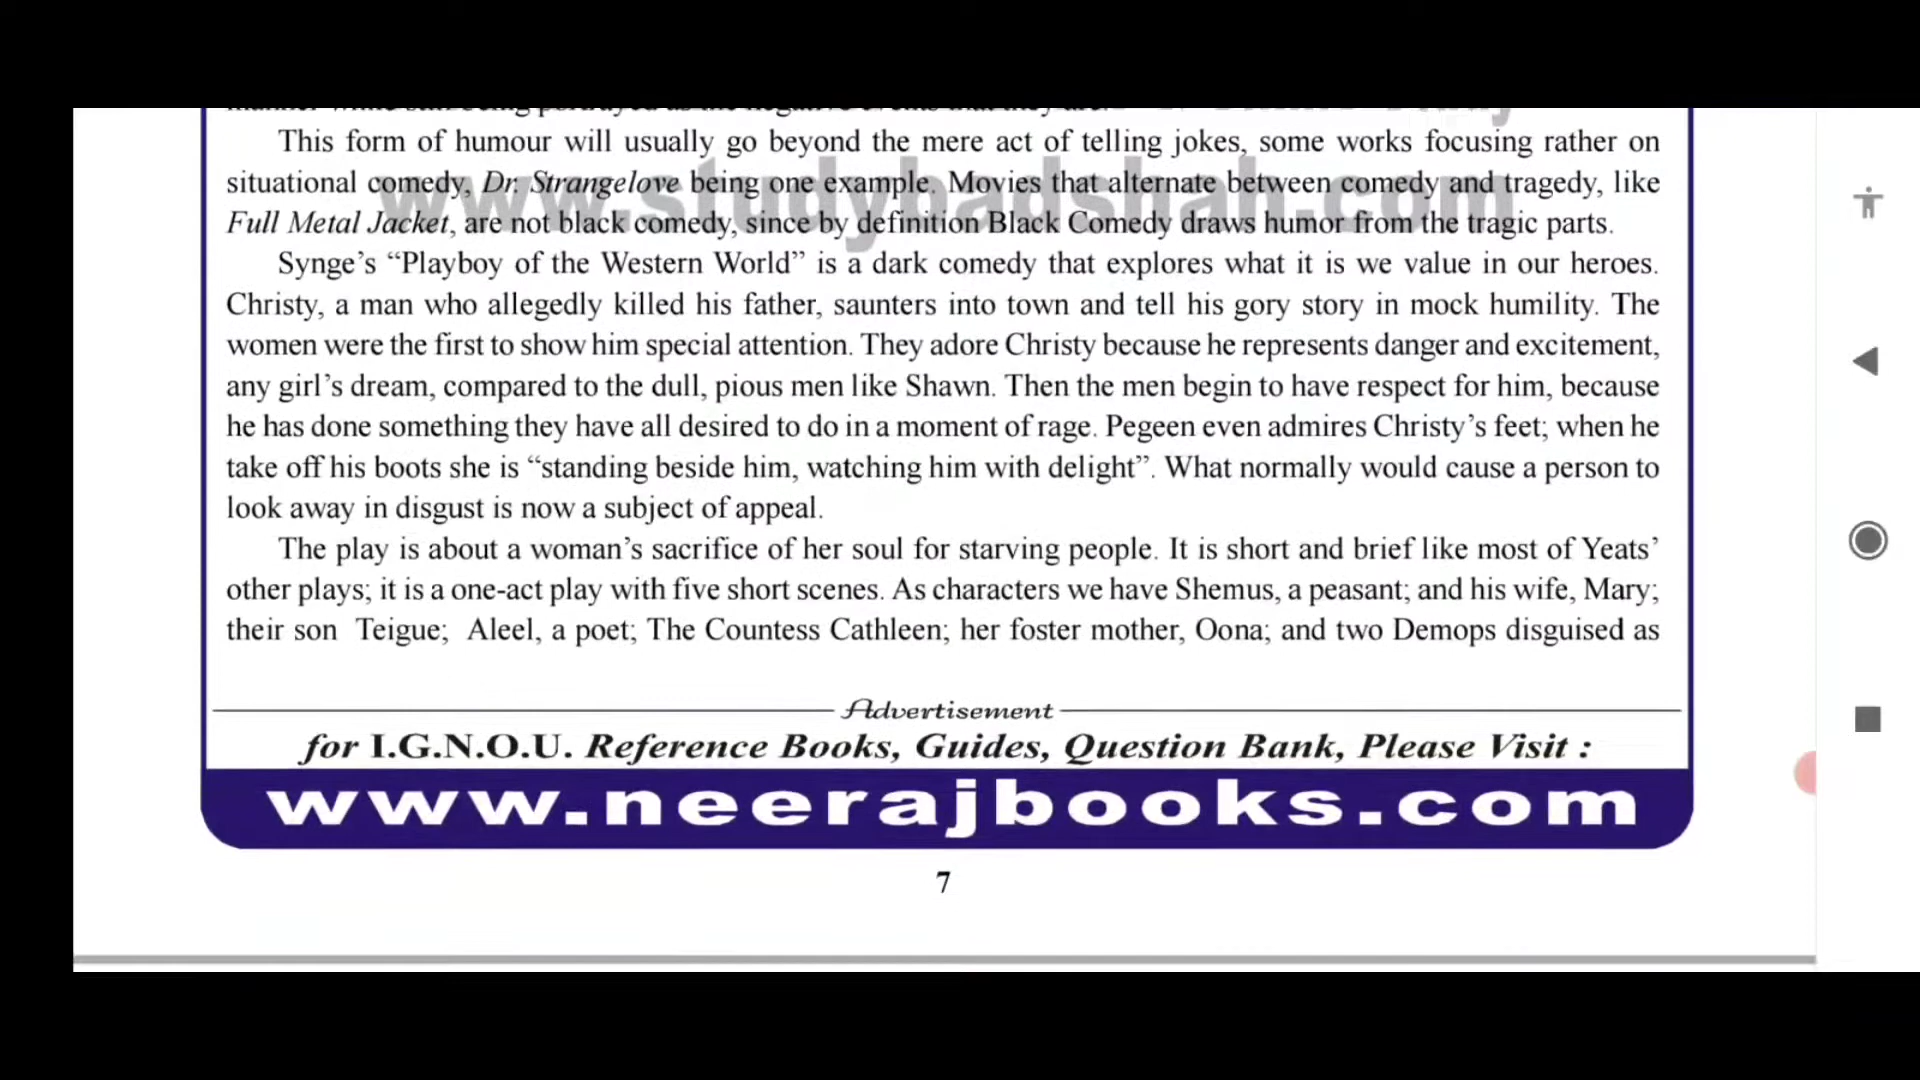 This form of humour will usually go beyond the mere act of telling jokes, some works focusing rather on
situational comedy, Dr. Strangelove being one example. Movies that alternate between comedy and tragedy, like
Full Metal Jacket, are not black comedy, since by definition Black Comedy draws humor from the tragic parts.
www.studybadshah.com
Synge’s “Playboy of the Western World” is a dark comedy that explores what it is we value in our heroes.
Christy, a man who allegedly killed his father, saunters into town and tell his gory story in mock humility. The
women were the first to show him special attention. They adore Christy because he represents danger and excitement,
any girl’s dream, compared to the dull, pious men like Shawn. Then the men begin to have respect for him, because
he has done something they have all desired to do in a moment of rage. Pegeen even admires Christy’s feet; when he
take off his boots she is “standing beside him, watching him with delight”. What normally would cause a person to
look away in disgust is now a subject of appeal.
The play is about a woman’s sacrifice of her soul for starving people. It is short and brief like most of Yeats’
other plays; it is a one-act play with five short scenes. As characters we have Shemus, a peasant; and his wife, Mary;
their son Teigue; Aleel, a poet; The Countess Cathleen; her foster mother, Oona; and two Demops disguised as
Advertisement
for I.G.N.O.U. Reference Books, Guides, Question Bank, Please Visit :
www.neerajbooks.com
7